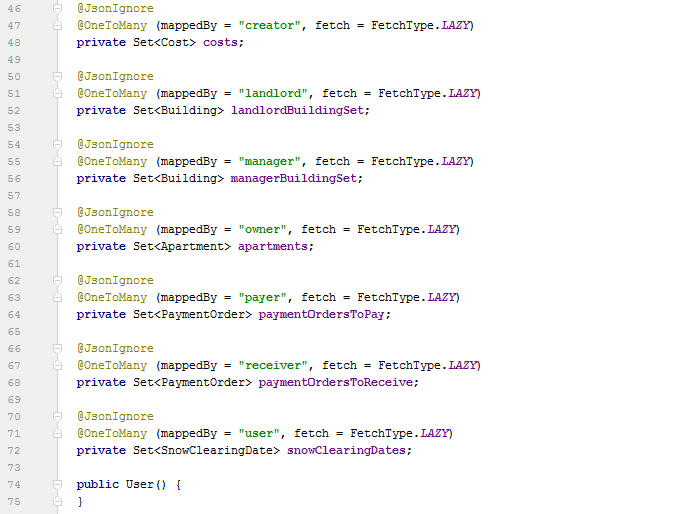 46 @JsonIgnore
47 @OneToMany (mappedBy = "creator", fetch = FetchType.LAZY)
48 private Set<Cost> costs;
49
50 @JsonIgnore
51 @OneToMany (mappedBy = "landlord", fetch = FetchType.LAZY)
52 private Set<Building> landlordBuildingSet;
53
54 @JsonIgnore
55 @OneToMany (mappedBy = "manager", fetch = FetchType.LAZY)
56 private Set<Building> managerBuildingSet;
57
58 @JsonIgnore
59 @OneToMany (mappedBy = "owner", fetch = FetchType.LAZY)
60 private Set<Apartment> apartments;
61
62 @JsonIgnore
63 @OneToMany (mappedBy = "payer", fetch = FetchType.LAZY)
64 private Set<PaymentOrder> paymentOrdersToPay;
65
66 @JsonIgnore
67 @OneToMany (mappedBy = "receiver", fetch = FetchType.LAZY)
68 private Set<PaymentOrder> paymentOrdersToReceive;
69
70 @JsonIgnore
71 @OneToMany (mappedBy = "user", fetch = FetchType.LAZY)
72 private Set<SnowClearingDate> snowClearingDates;
73
74 public User() {
75 }